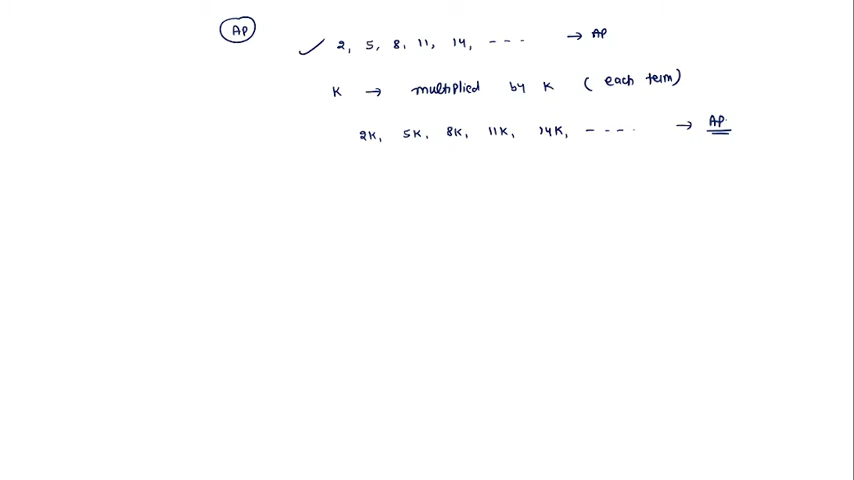 AP
2, 5, 8, 11, 14, - - - → AP
K → multiplied by K ( each term)
2K, 5K, 8K, 11K, 14K, - - - - → AP